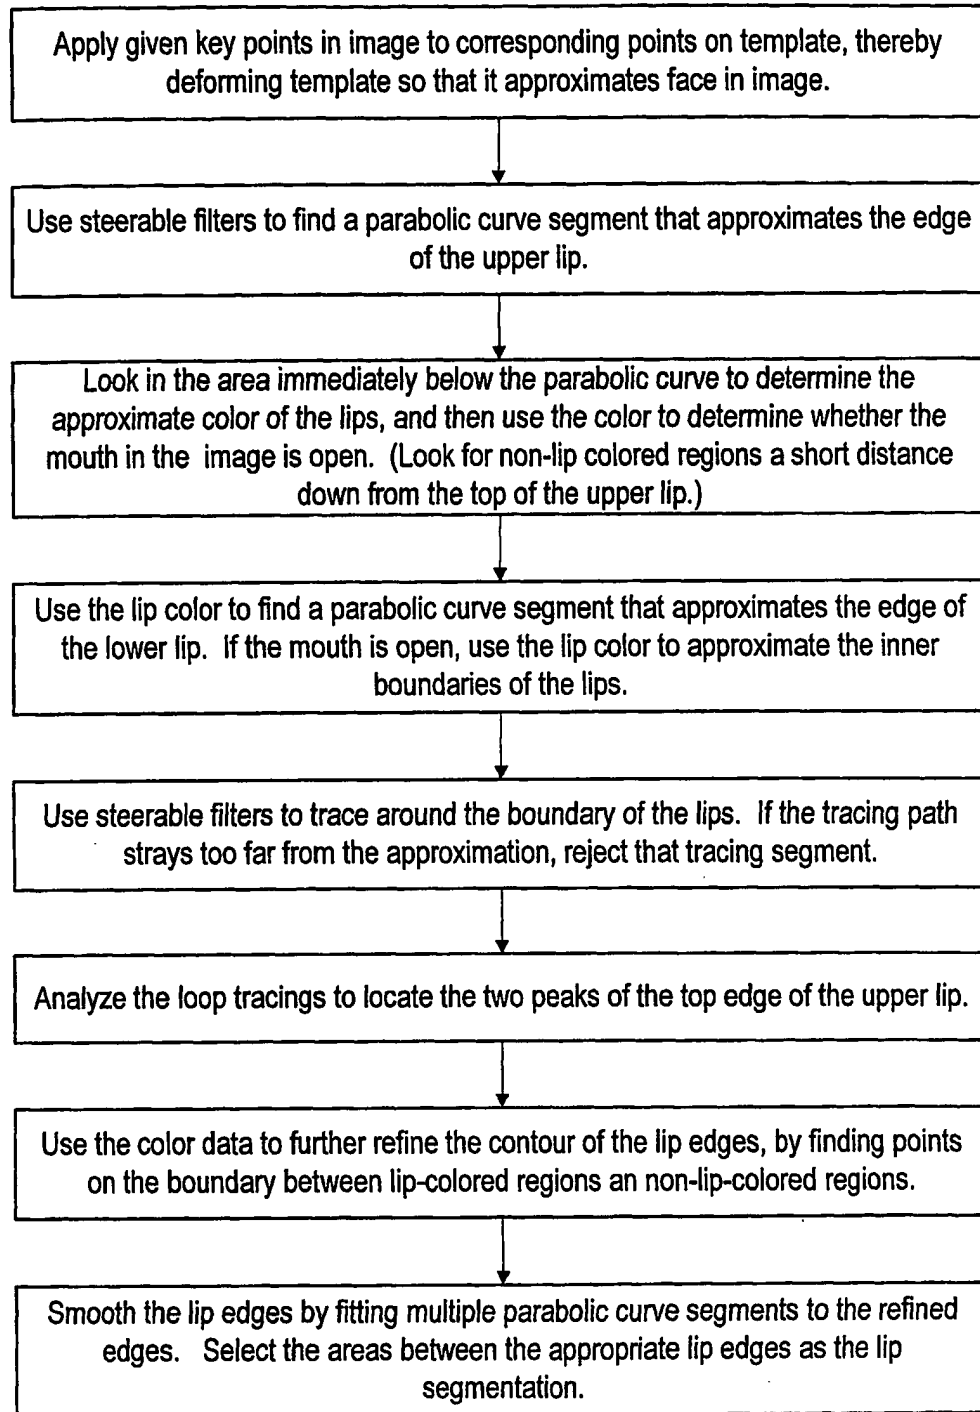 Apply given key points in image to corresponding points on template, thereby
deforming template so that it approximates face in image.
Use steerable filters to find a parabolic curve segment that approximates the edge
of the upper lip.
Look in the area immediately below the parabolic curve to determine the
approximate color of the lips, and then use the color to determine whether the
mouth in the image is open. (Look for non-lip colored regions a short distance
down from the top of the upper lip.)
Use the lip color to find a parabolic curve segment that approximates the edge of
the lower lip. If the mouth is open, use the lip color to approximate the inner
boundaries of the lips.
Use steerable filters to trace around the boundary of the lips. If the tracing path
strays too far from the approximation, reject that tracing segment.
Analyze the loop tracings to locate the two peaks of the top edge of the upper lip.
Use the color data to further refine the contour of the lip edges, by finding points
on the boundary between lip-colored regions an non-lip-colored regions.
Smooth the lip edges by fitting multiple parabolic curve segments to the refined
edges. Select the areas between the appropriate lip edges as the lip
segmentation.